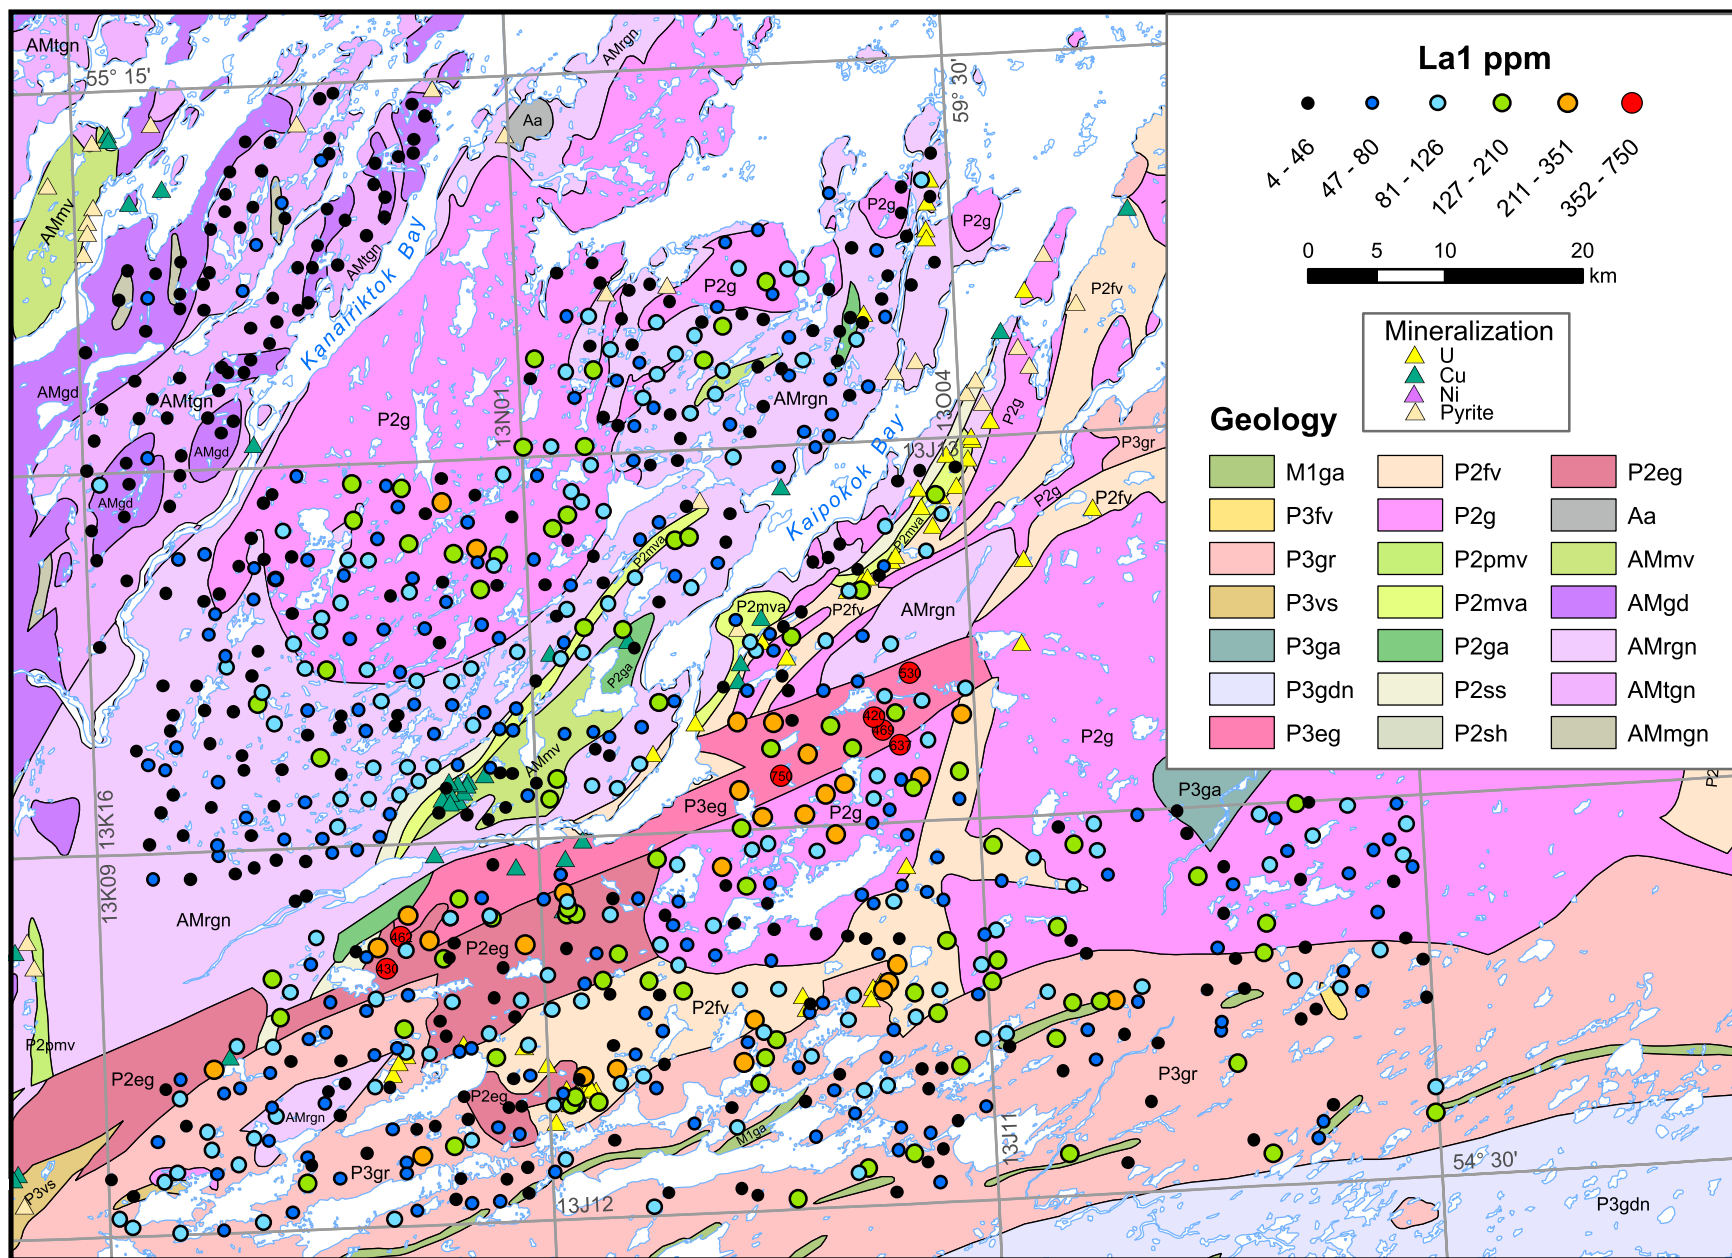 AMtgn
AMrgn
55° 15'
59° 30'
Aa
AMmv
P2g
P2g
AMtgn
Kanairiktok Bay
P2g
P2fv
AMgd
AMtgn
P2g
13N01
AMrgn
13O04
P2g
P3gr
AMgd
13J13
AMgd
Kaipokok Bay
P2g
P2fv
P2mva
P2mva
P2mva
P2fv
AMrgn
P2ga
530
420
469
537
P2g
AMmv
750
P3eg
P2g
P3ga
13K16
13K09
AMrgn
462
430
P2eg
P2fv
P2pmv
P2eg
P2eg
AMrgn
P3gr
M1ga
13J11
P3vs
P3gr
54° 30'
13J12
P3gdn
La1 ppm
4 - 46
47 - 80
81 - 126
127 - 210
211 - 351
352 - 750
0 5 10 20
km
Mineralization
U
Cu
Ni
Pyrite
Geology
M1ga P2fv P2eg
P3fv P2g Aa
P3gr P2pmv AMmv
P3vs P2mva AMgd
P3ga P2ga AMrgn
P3gdn P2ss AMtgn
P3eg P2sh AMmgn